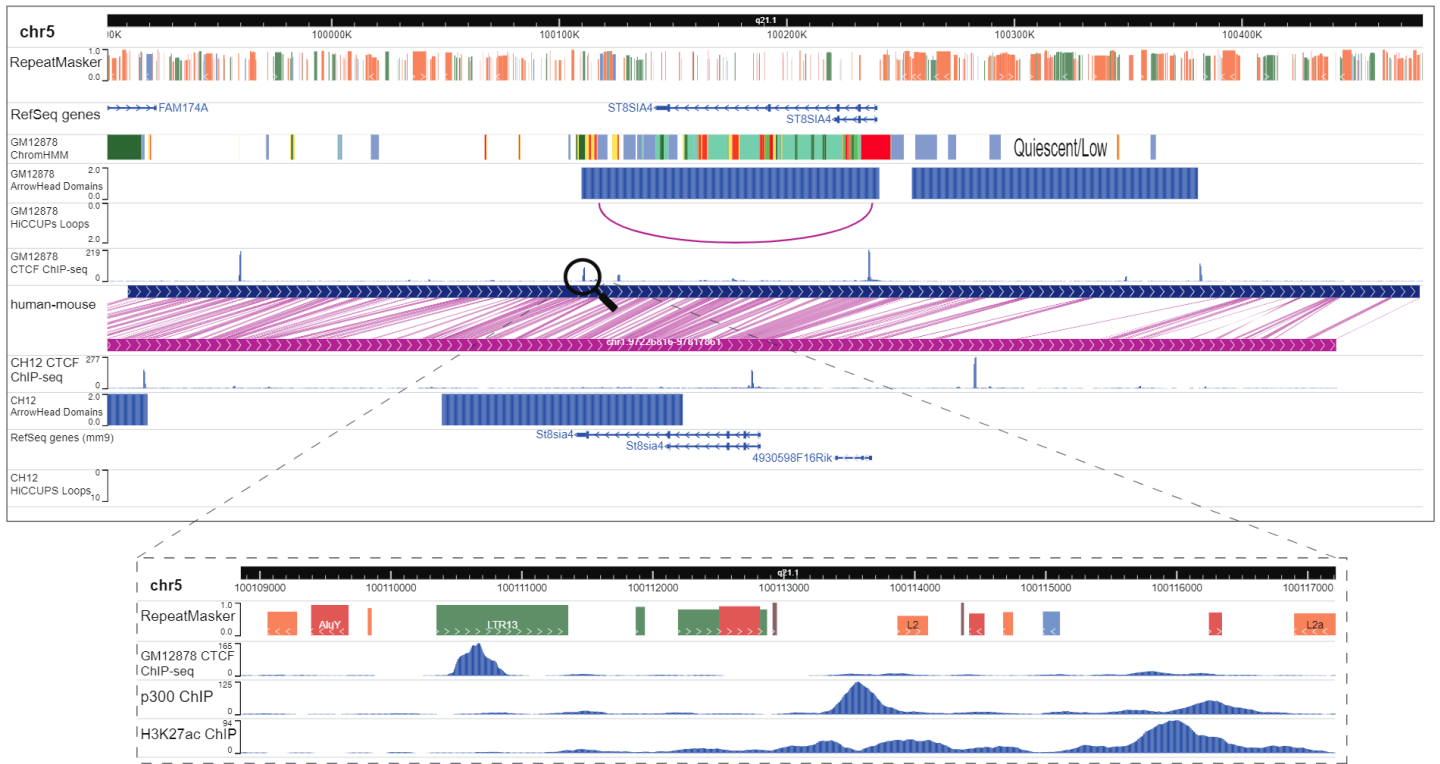 q21.1
chr5
00K 100000K 100100K 100200K 100300K 100400K
RepeatMasker 1.0
0.0
FAM174A ST8SIA4
RefSeq genes ST8SIA4
GM12878
ChromHMM
Quiescent/Low
GM12878 2.0
ArrowHead Domains 0.0
GM12878 0.0
HiCCUPs Loops
2.0
GM12878 219
CTCF ChIP-seq 0
human-mouse
chr1:97226816-97817861
CH12 CTCF 277
ChIP-seq 0
CH12 2.0
ArrowHead Domains 0.0
RefSeq genes (mm9) St8sia4
St8sia4
4930598F16Rik
CH12 0
HiCCUPS Loops 10
q21.1
chr5
100109000 100110000 100111000 100112000 100113000 100114000 100115000 100116000 100117000
RepeatMasker 1.0
0.0
AluY LTR13 L2 L2a
GM12878 CTCF 165
ChIP-seq 0
p300 ChIP 125
0
H3K27ac ChIP 94
0